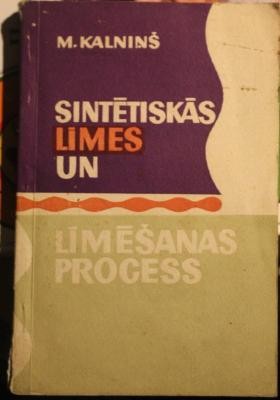 M. KALNIŅŠ
SINTĒTISKĀS
LĪMES
UN
LĪMĒŠANAS
PROCESS